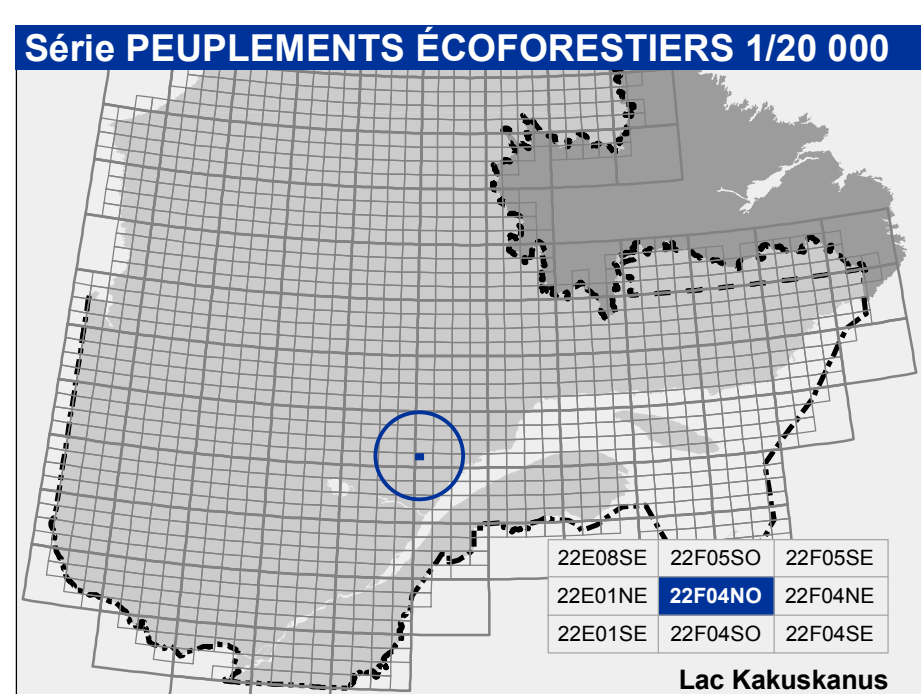 Série PEUPLEMENTS ÉCOFORESTIERS 1/20 000
22E08SE 22F05SO 22F05SE
22E01NE 22F04NO 22F04NE
22E01SE 22F04SO 22F04SE
Lac Kakuskanus